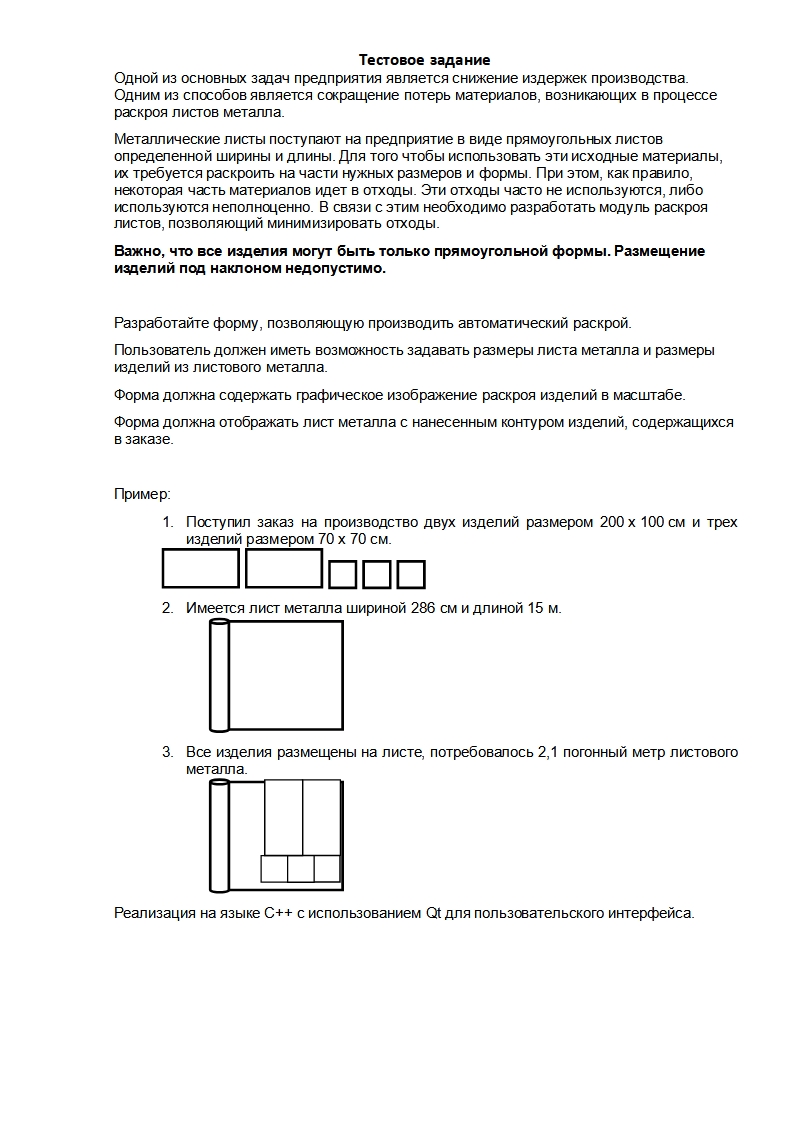 Тестовое задание
Одной из основных задач предприятия является снижение издержек производства.
Одним из способов является сокращение потерь материалов, возникающих в процессе
раскроя листов металла.
Металлические листы поступают на предприятие в виде прямоугольных листов
определенной ширины и длины. Для того чтобы использовать эти исходные материалы,
их требуется раскроить на части нужных размеров и формы. При этом, как правило,
некоторая часть материалов идет в отходы. Эти отходы часто не используются, либо
используются неполноценно. В связи с этим необходимо разработать модуль раскроя
листов, позволяющий минимизировать отходы.
Важно, что все изделия могут быть только прямоугольной формы. Размещение
изделий под наклоном недопустимо.
Разработайте форму, позволяющую производить автоматический раскрой.
Пользователь должен иметь возможность задавать размеры листа металла и размеры
изделий из листового металла.
Форма должна содержать графическое изображение раскроя изделий в масштабе.
Форма должна отображать лист металла с нанесенным контуром изделий, содержащихся
в заказе.
Пример:
1. Поступил заказ на производство двух изделий размером 200 х 100 см и трех
изделий размером 70 х 70 см.
2. Имеется лист металла шириной 286 см и длиной 15 м.
3. Все изделия размещены на листе, потребовалось 2,1 погонный метр листового
металла.
Реализация на языке C++ с использованием Qt для пользовательского интерфейса.